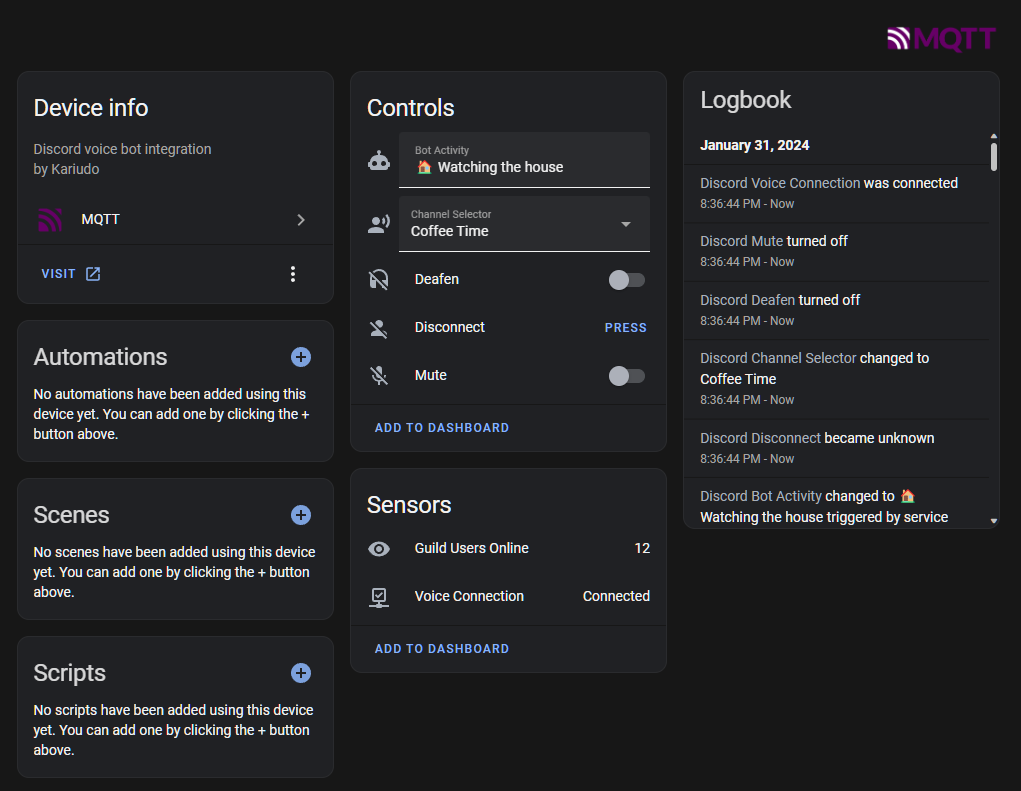 MQTT
Device info
Discord voice bot integration
by Kariudo
MQTT
VISIT
Automations
No automations have been added using this
device yet. You can add one by clicking the +
button above.
Scenes
No scenes have been added using this device
yet. You can add one by clicking the + button
above.
Scripts
No scripts have been added using this device
yet. You can add one by clicking the + button
above.
Controls
Bot Activity
🏠 Watching the house
Channel Selector
Coffee Time
Deafen
Disconnect PRESS
Mute
ADD TO DASHBOARD
Sensors
Guild Users Online 12
Voice Connection Connected
ADD TO DASHBOARD
Logbook
January 31, 2024
Discord Voice Connection was connected
8:36:44 PM - Now
Discord Mute turned off
8:36:44 PM - Now
Discord Deafen turned off
8:36:44 PM - Now
Discord Channel Selector changed to
Coffee Time
8:36:44 PM - Now
Discord Disconnect became unknown
8:36:44 PM - Now
Discord Bot Activity changed to 🏠
Watching the house triggered by service